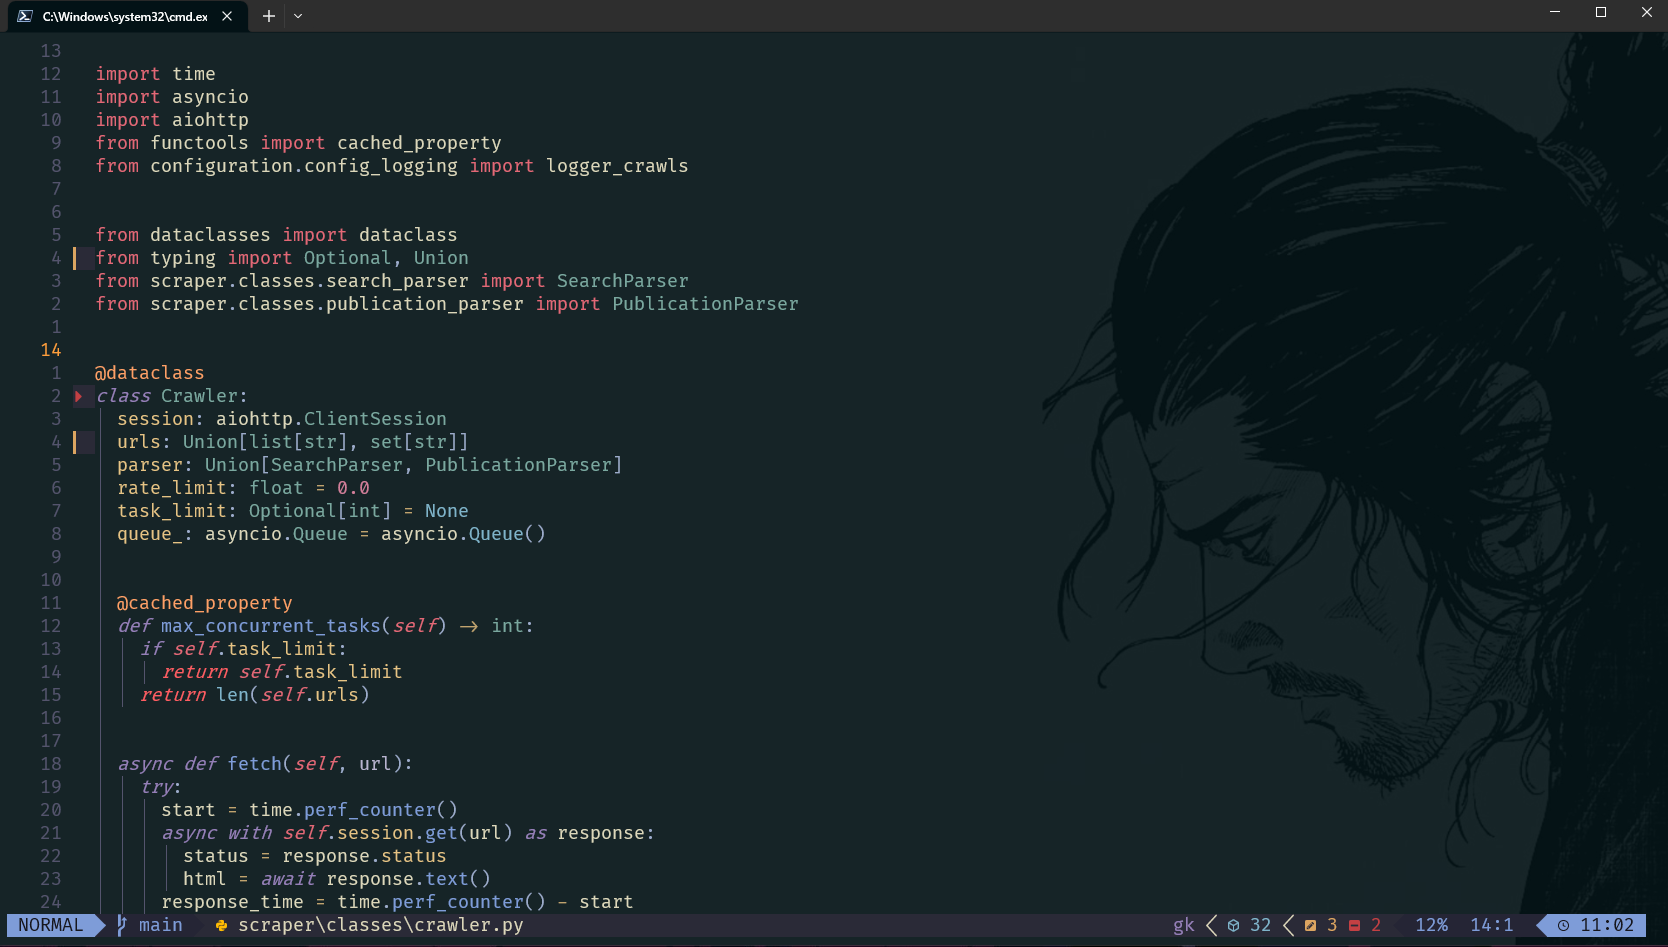 C:\Windows\system32\cmd.ex
13
12 import time
11 import asyncio
10 import aiohttp
9 from functools import cached_property
8 from configuration.config_logging import logger_crawls
7
6
5 from dataclasses import dataclass
4 from typing import Optional, Union
3 from scraper.classes.search_parser import SearchParser
2 from scraper.classes.publication_parser import PublicationParser
1
14
1 @dataclass
2 class Crawler:
3 session: aiohttp.ClientSession
4 urls: Union[list[str], set[str]]
5 parser: Union[SearchParser, PublicationParser]
6 rate_limit: float = 0.0
7 task_limit: Optional[int] = None
8 queue_: asyncio.Queue = asyncio.Queue()
9
10
11 @cached_property
12 def max_concurrent_tasks(self) -> int:
13 if self.task_limit:
14 return self.task_limit
15 return len(self.urls)
16
17
18 async def fetch(self, url):
19 try:
20 start = time.perf_counter()
21 async with self.session.get(url) as response:
22 status = response.status
23 html = await response.text()
24 response_time = time.perf_counter() - start
NORMAL main scraper\classes\crawler.py gk 32 3 2 12% 14:1 11:02